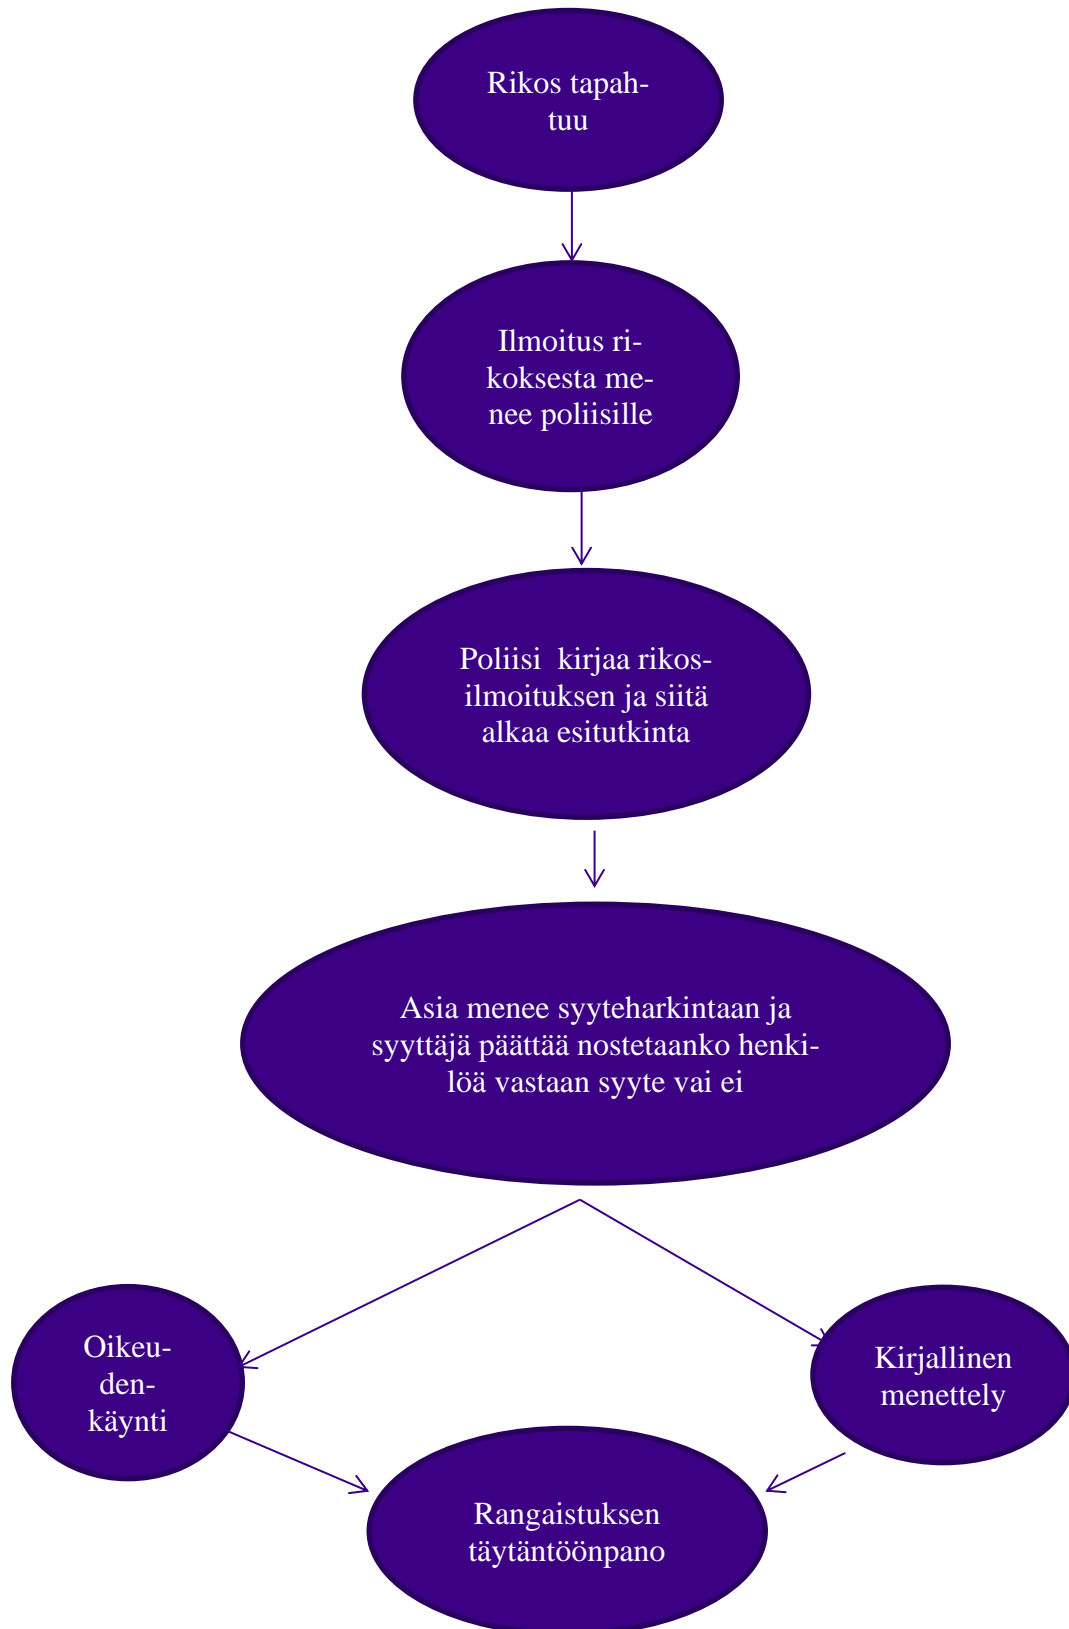 Rikos tapah-
tuu
Ilmoitus ri-
koksesta me-
nee poliisille
Poliisi  kirjaa rikos-
ilmoituksen ja siitä
alkaa esitutkinta
Asia menee syyteharkintaan ja
syyttäjä päättää nostetaanko henki-
löä vastaan syyte vai ei
Oikeu-
den-
käynti
Kirjallinen
menettely
Rangaistuksen
täytäntöönpano